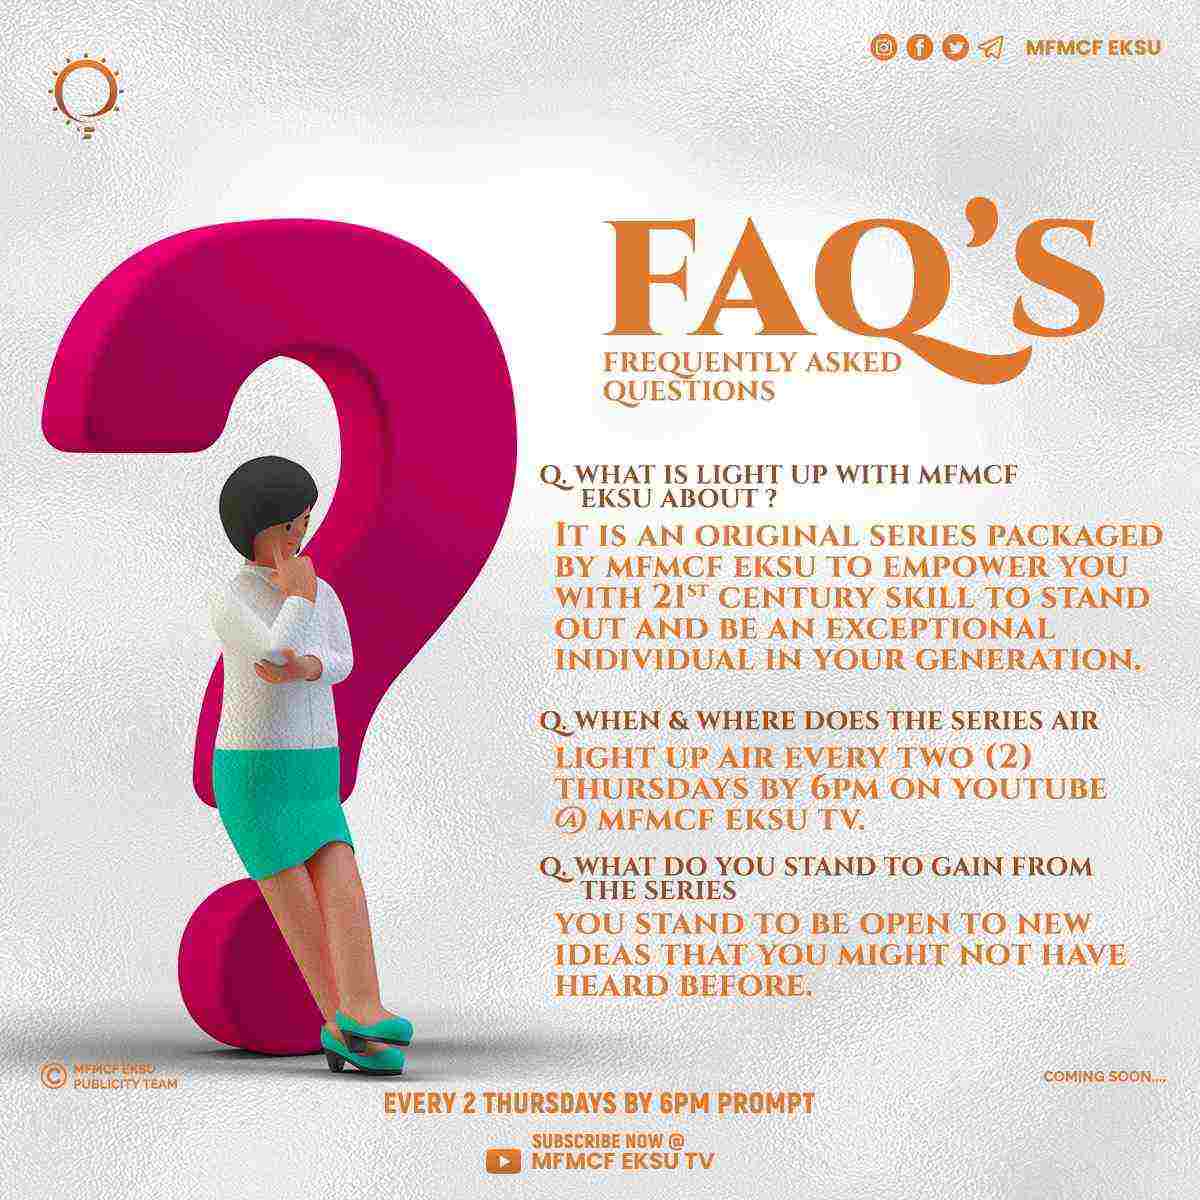 MFMCF EKSU
FAQ'S
FREQUENTLY ASKED
QUESTIONS
Q. WHAT IS LIGHT UP WITH MFMCF
EKSU ABOUT ?
IT IS AN ORIGINAL SERIES PACKAGED
BY MFMCF EKSU TO EMPOWER YOU
WITH 21ST CENTURY SKILL TO STAND
OUT AND BE AN EXCEPTIONAL
INDIVIDUAL IN YOUR GENERATION.
Q. WHEN & WHERE DOES THE SERIES AIR
LIGHT UP AIR EVERY TWO (2)
THURSDAYS BY 6PM ON YOUTUBE
@ MFMCF EKSU TV.
Q. WHAT DO YOU STAND TO GAIN FROM
THE SERIES
YOU STAND TO BE OPEN TO NEW
IDEAS THAT YOU MIGHT NOT HAVE
HEARD BEFORE.
© MFMCF EKSU
PUBLICITY TEAM
COMING SOON....
EVERY 2 THURSDAYS BY 6PM PROMPT
SUBSCRIBE NOW @
MFMCF EKSU TV